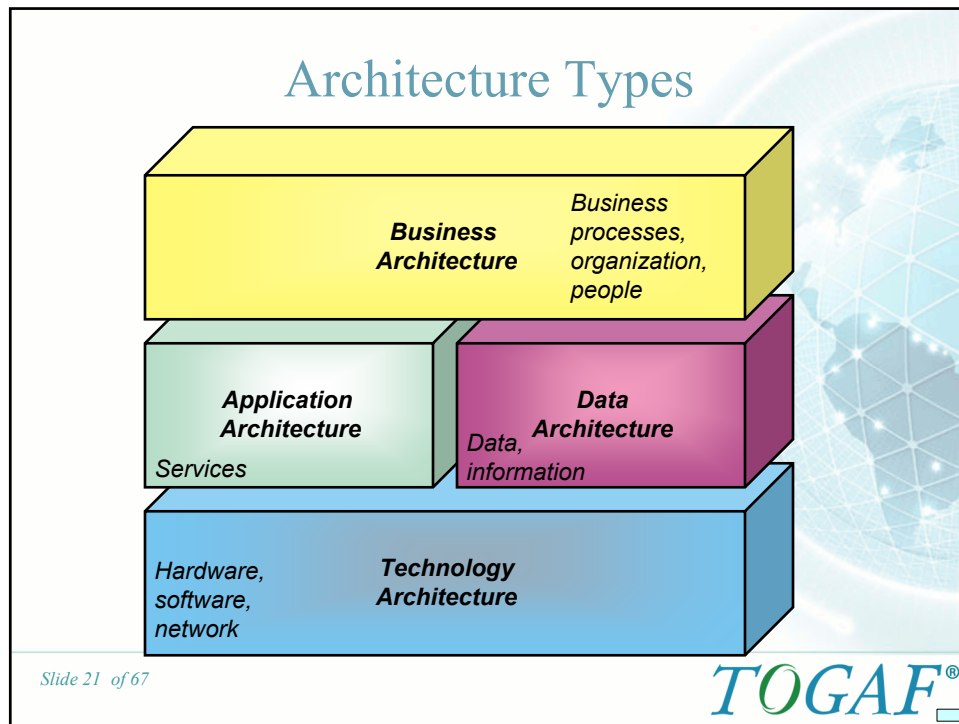 Architecture Types
Business
Architecture
Business
processes,
organization,
people
Application
Architecture
Services
Data
Architecture
Data,
information
Technology
Architecture
Hardware,
software,
network
Slide 21 of 67
TOGAF®